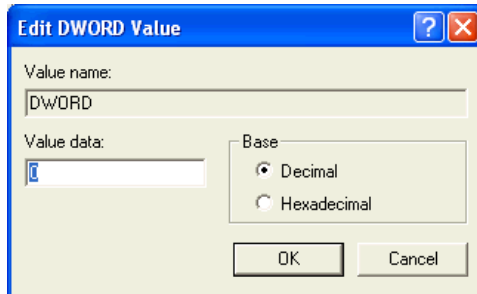 Edit DWORD Value
Value name:
DWORD
Value data:
0
Base
Decimal
Hexadecimal
OK
Cancel